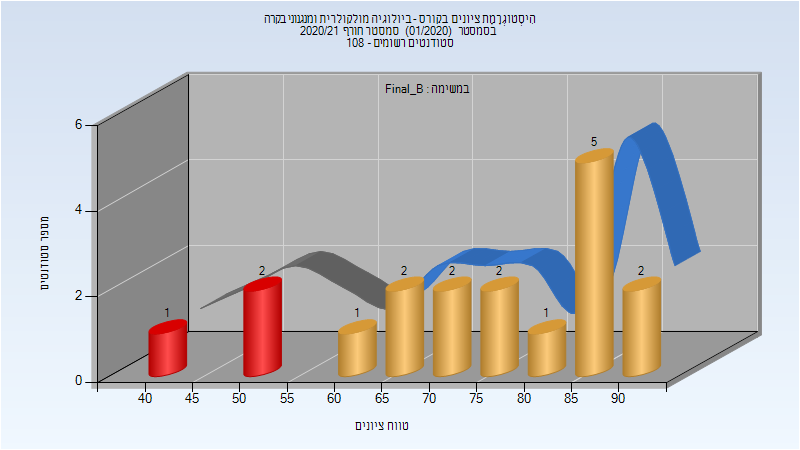 הִיסְטוֹגְרָמַת ציונים בקורס - ביולוגיה מולקולרית ומנגנוני בקרה
בסמסטר (01/2020) סמסטר חורף 2020/21
סטודנטים רשומים - 108
במשימה : Final_B
מספר סטודנטים
6
4
2
0
1
2
1
2
2
2
1
5
2
40 45 50 55 60 65 70 75 80 85 90
טווח ציונים